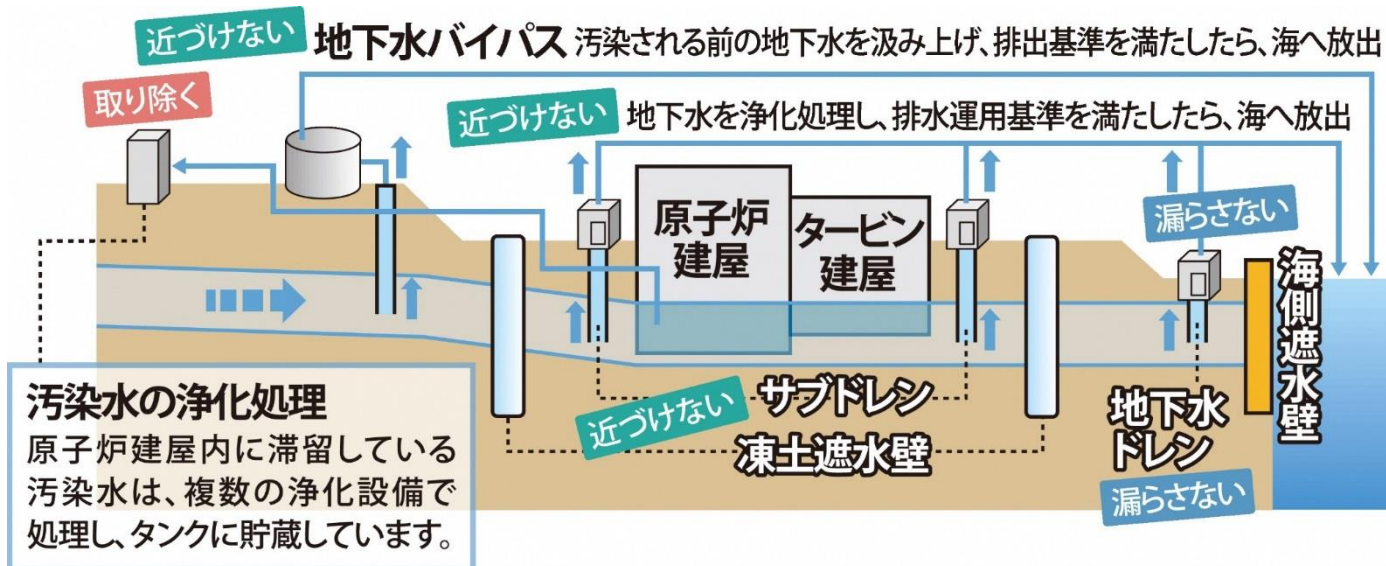 近づけない 地下水バイパス 汚染される前の地下水を汲み上げ、排出基準を満たしたら、海へ放出
取り除く
近づけない 地下水を浄化処理し、排水運用基準を満たしたら、海へ放出
原子炉
建屋
タービン
建屋
漏らさない
海側遮水壁
サブドレン
近づけない
凍土遮水壁
地下水
ドレン
漏らさない
汚染水の浄化処理
原子炉建屋内に滞留している
汚染水は、複数の浄化設備で
処理し、タンクに貯蔵しています。